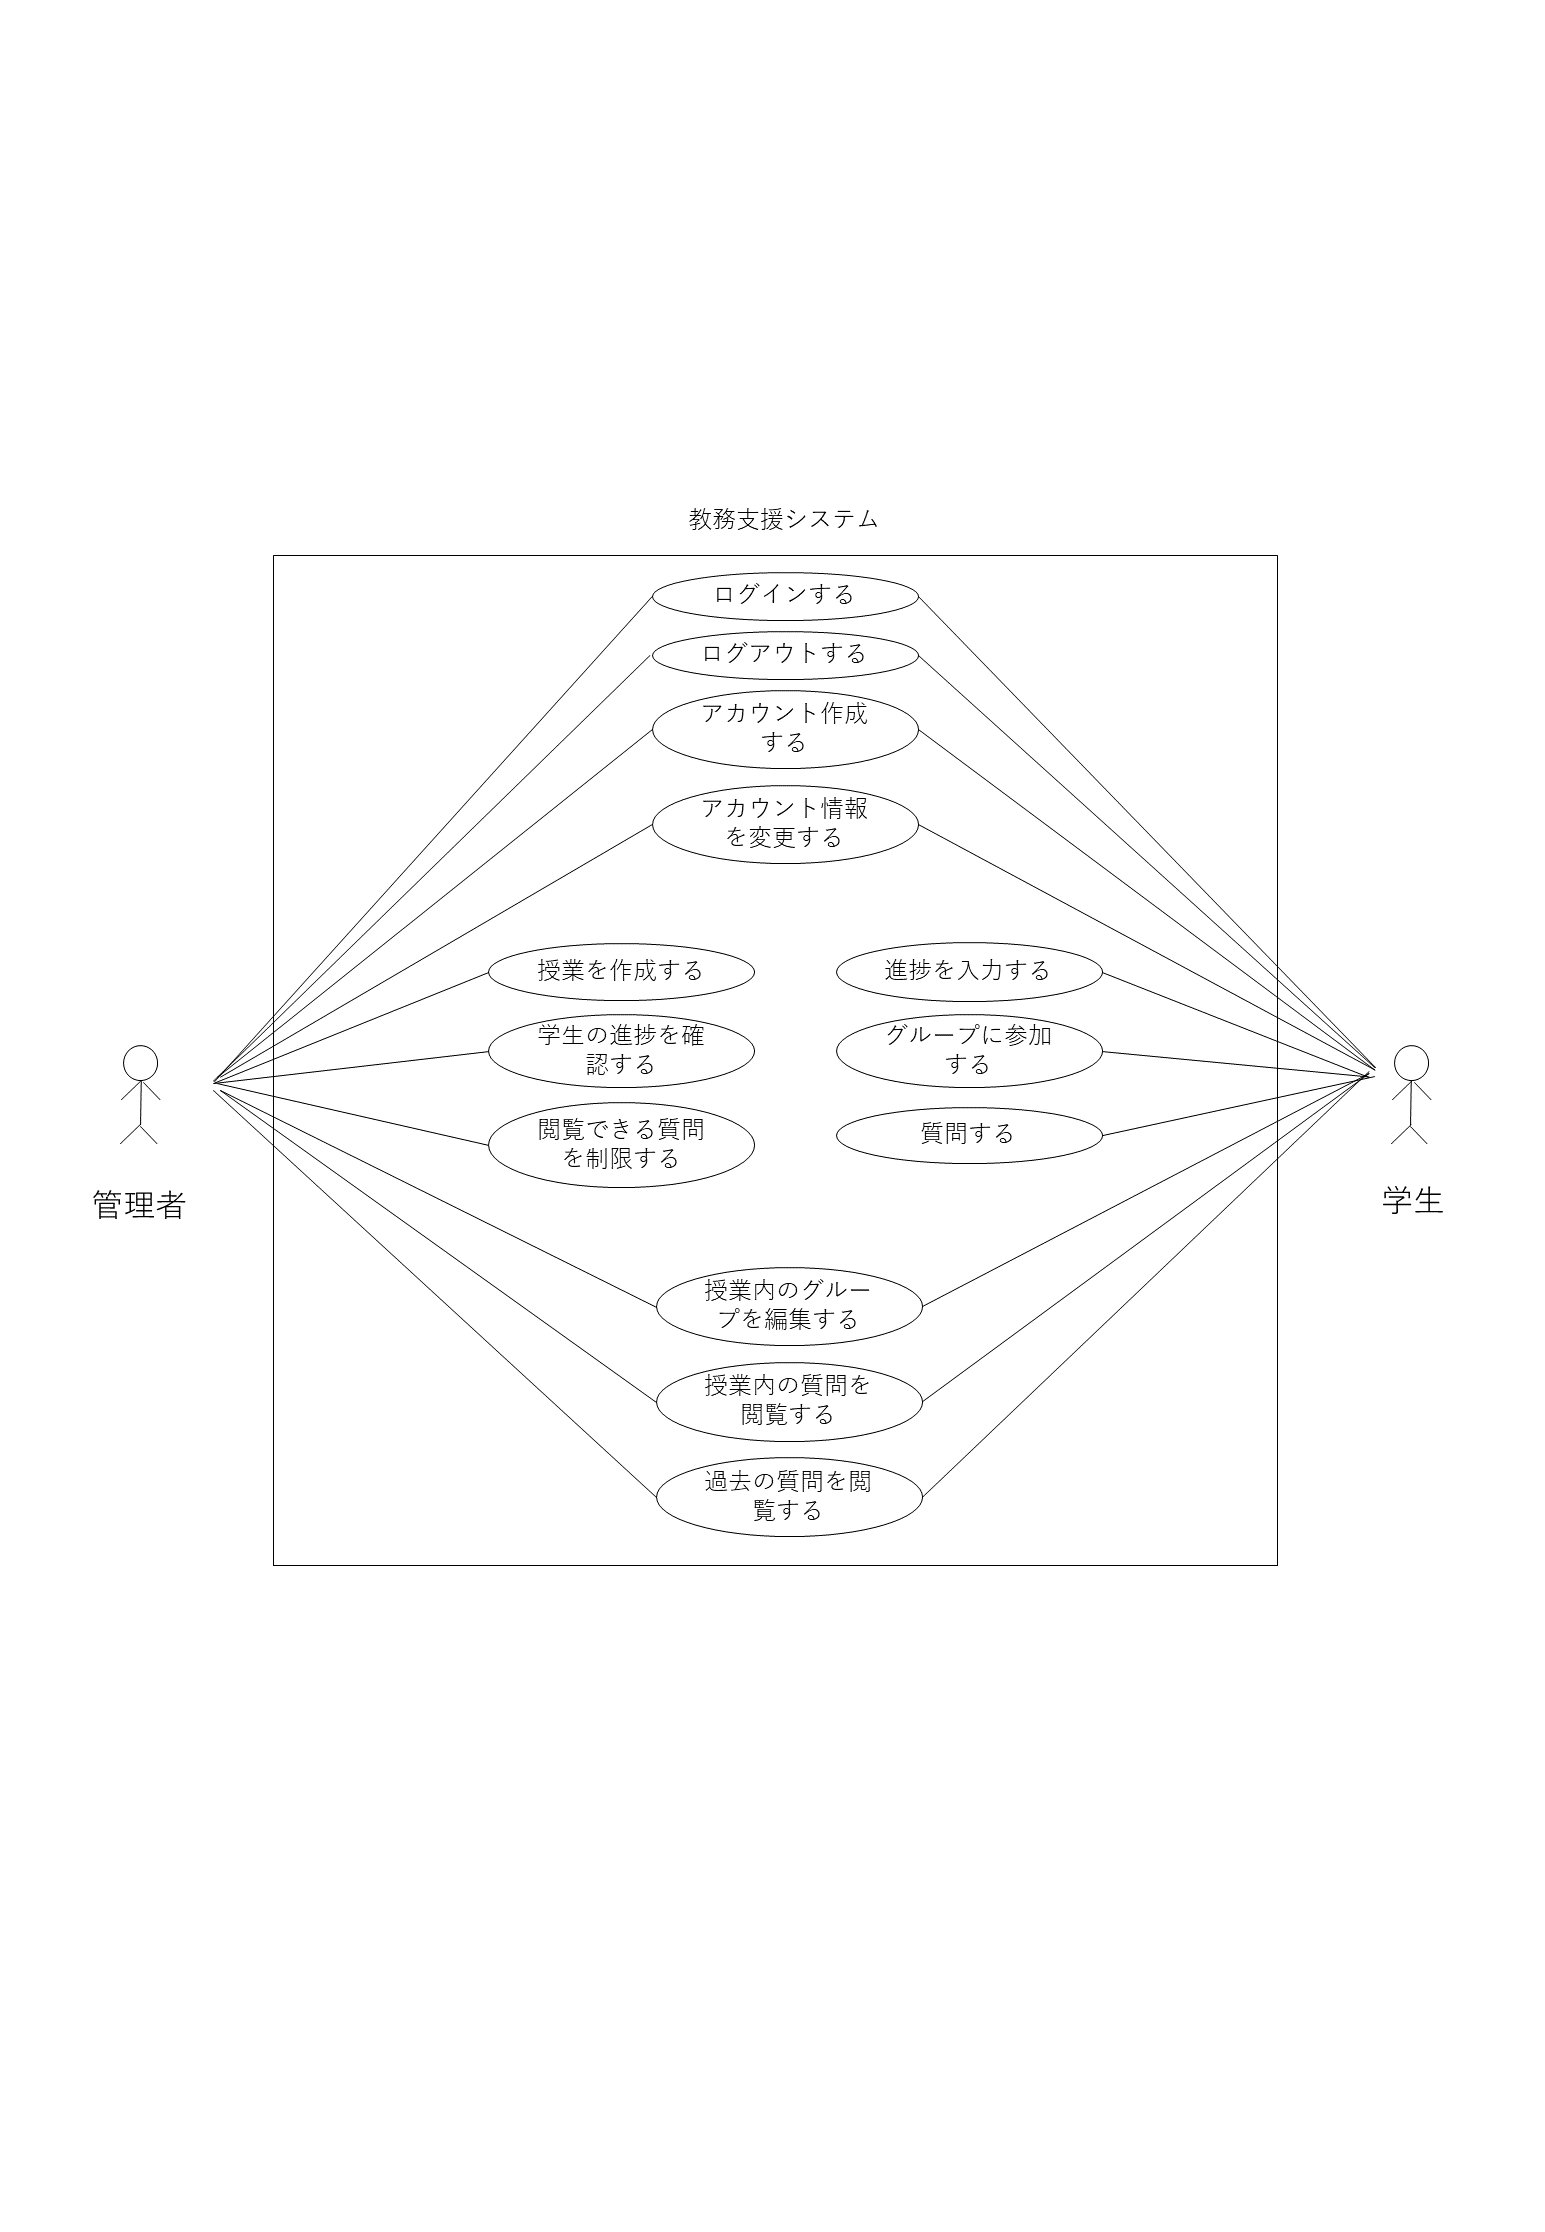 教務支援システム
ログインする
ログアウトする
アカウント作成
する
アカウント情報
を変更する
授業を作成する
進捗を入力する
学生の進捗を確
認する
グループに参加
する
閲覧できる質問
を制限する
質問する
管理者
学生
授業内のグルー
プを編集する
授業内の質問を
閲覧する
過去の質問を閲
覧する